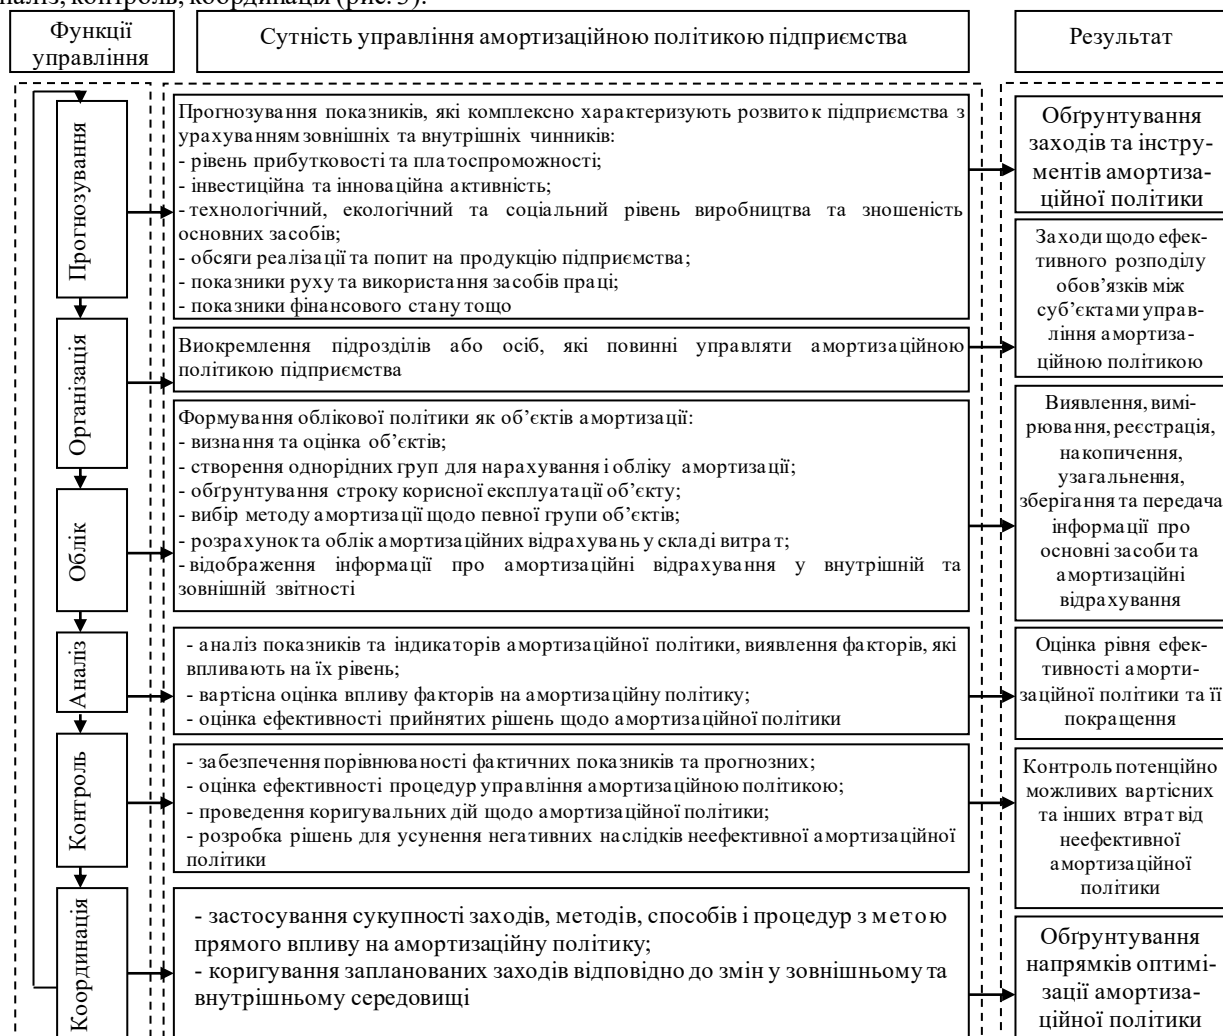 наліз, контроль, координація (рис. 3).
Функції
управління
Сутність управління амортизаційною політикою підприємства
Результат
Прогнозування
Прогнозування показників, які комплексно характеризують розвиток підприємства з
урахуванням зовнішніх та внутрішніх чинників:
- рівень прибутковості та платоспроможності;
- інвестиційна та інноваційна активність;
- технологічний, екологічний та соціальний рівень виробництва та зношеність
основних засобів;
- обсяги реалізації та попит на продукцію підприємства;
- показники руху та використання засобів праці;
- показники фінансового стану тощо
Обґрунтування
заходів та інстру-
ментів амортиза-
ційної політики
Організація
Виокремлення підрозділів або осіб, які повинні управляти амортизаційною
політикою підприємства
Заходи щодо ефек-
тивного розподілу
обов’язків між
суб’єктами управ-
ління амортиза-
ційною політикою
Облік
Формування облікової політики як об’єктів амортизації:
- визнання та оцінка об’єктів;
- створення однорідних груп для нарахування і обліку амортизації;
- обґрунтування строку корисної експлуатації об’єкту;
- вибір методу амортизації щодо певної групи об’єктів;
- розрахунок та облік амортизаційних відрахувань у складі витрат;
- відображення інформації про амортизаційні відрахування у внутрішній та
зовнішній звітності
Виявлення, вимі-
рювання, реєстрація,
накопичення,
узагальнення,
зберігання та передача
інформації про
основні засоби та
амортизаційні
відрахування
Аналіз
- аналіз показників та індикаторів амортизаційної політики, виявлення факторів, які
впливають на їх рівень;
- вартісна оцінка впливу факторів на амортизаційну політику;
- оцінка ефективності прийнятих рішень щодо амортизаційної політики
Оцінка рівня ефек-
тивності аморти-
заційної політики та її
покращення
Контроль
- забезпечення порівнюваності фактичних показників та прогнозних;
- оцінка ефективності процедур управління амортизаційною політикою;
- проведення коригувальних дій щодо амортизаційної політики;
- розробка рішень для усунення негативних наслідків неефективної амортизаційної
політики
Контроль потенційно
можливих вартісних
та інших втрат від
неефективної
амортизаційної
політики
Координація
- застосування сукупності заходів, методів, способів і процедур з метою
прямого впливу на амортизаційну політику;
- коригування запланованих заходів відповідно до змін у зовнішньому та
внутрішньому середовищі
Обґрунтування
напрямків оптимі-
зації амортиза-
ційної політики